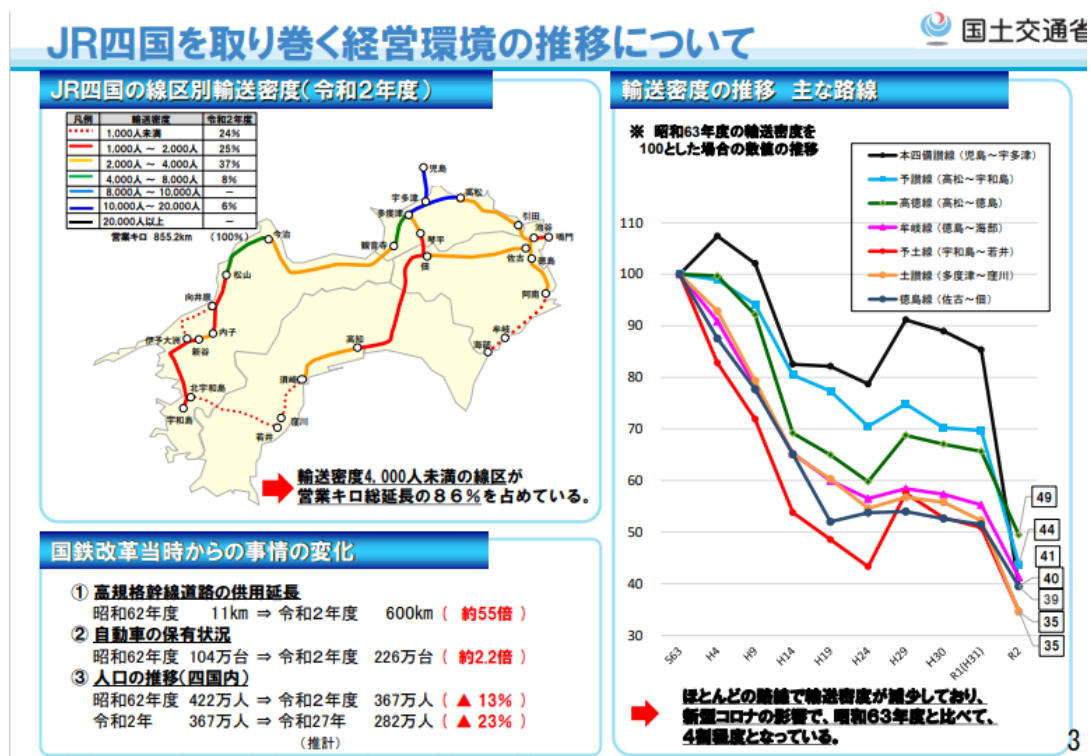 JR四国を取り巻く経営環境の推移について
国土交通省
JR四国の線区別輸送密度(令和2年度)
凡例 輸送密度 令和2年度
1,000人未満 24%
1,000人 ～ 2,000人 25%
2,000人 ～ 4,000人 37%
4,000人 ～ 8,000人 8%
8,000人 ～ 10,000人 －
10,000人～ 20,000人 6%
20,000人以上 －
営業キロ 855.2km (100%)
児島
宇多津
高松
多度津
引田
池谷
鳴門
今治
観音寺
琴平
佃
佐古
徳島
松山
阿南
向井原
内子
伊予大洲
新谷
高知
牟岐
海部
北宇和島
須崎
宇和島
窪川
若井
輸送密度4,000人未満の線区が
営業キロ総延長の86%を占めている。
国鉄改革当時からの事情の変化
① 高規格幹線道路の供用延長
昭和62年度 11km ⇒ 令和2年度 600km ( 約55倍 )
② 自動車の保有状況
昭和62年度 104万台 ⇒ 令和2年度 226万台 ( 約2.2倍 )
③ 人口の推移(四国内)
昭和62年度 422万人 ⇒ 令和2年度 367万人 ( ▲ 13% )
令和2年 367万人 ⇒ 令和27年 282万人 ( ▲ 23% )
(推計)
輸送密度の推移 主な路線
※ 昭和63年度の輸送密度を
100とした場合の数値の推移
本四備讃線(児島～宇多津)
予讃線(高松～宇和島)
高徳線(高松～徳島)
牟岐線(徳島～海部)
予土線(宇和島～若井)
土讃線(多度津～窪川)
徳島線(佐古～佃)
110
100
90
80
70
60
50
40
30
S63 H4 H9 H14 H19 H24 H29 H30 R1(H31) R2
49
44
41
40
39
35
35
ほとんどの路線で輸送密度が減少しており、
新型コロナの影響で、昭和63年度と比べて、
4割程度となっている。
3